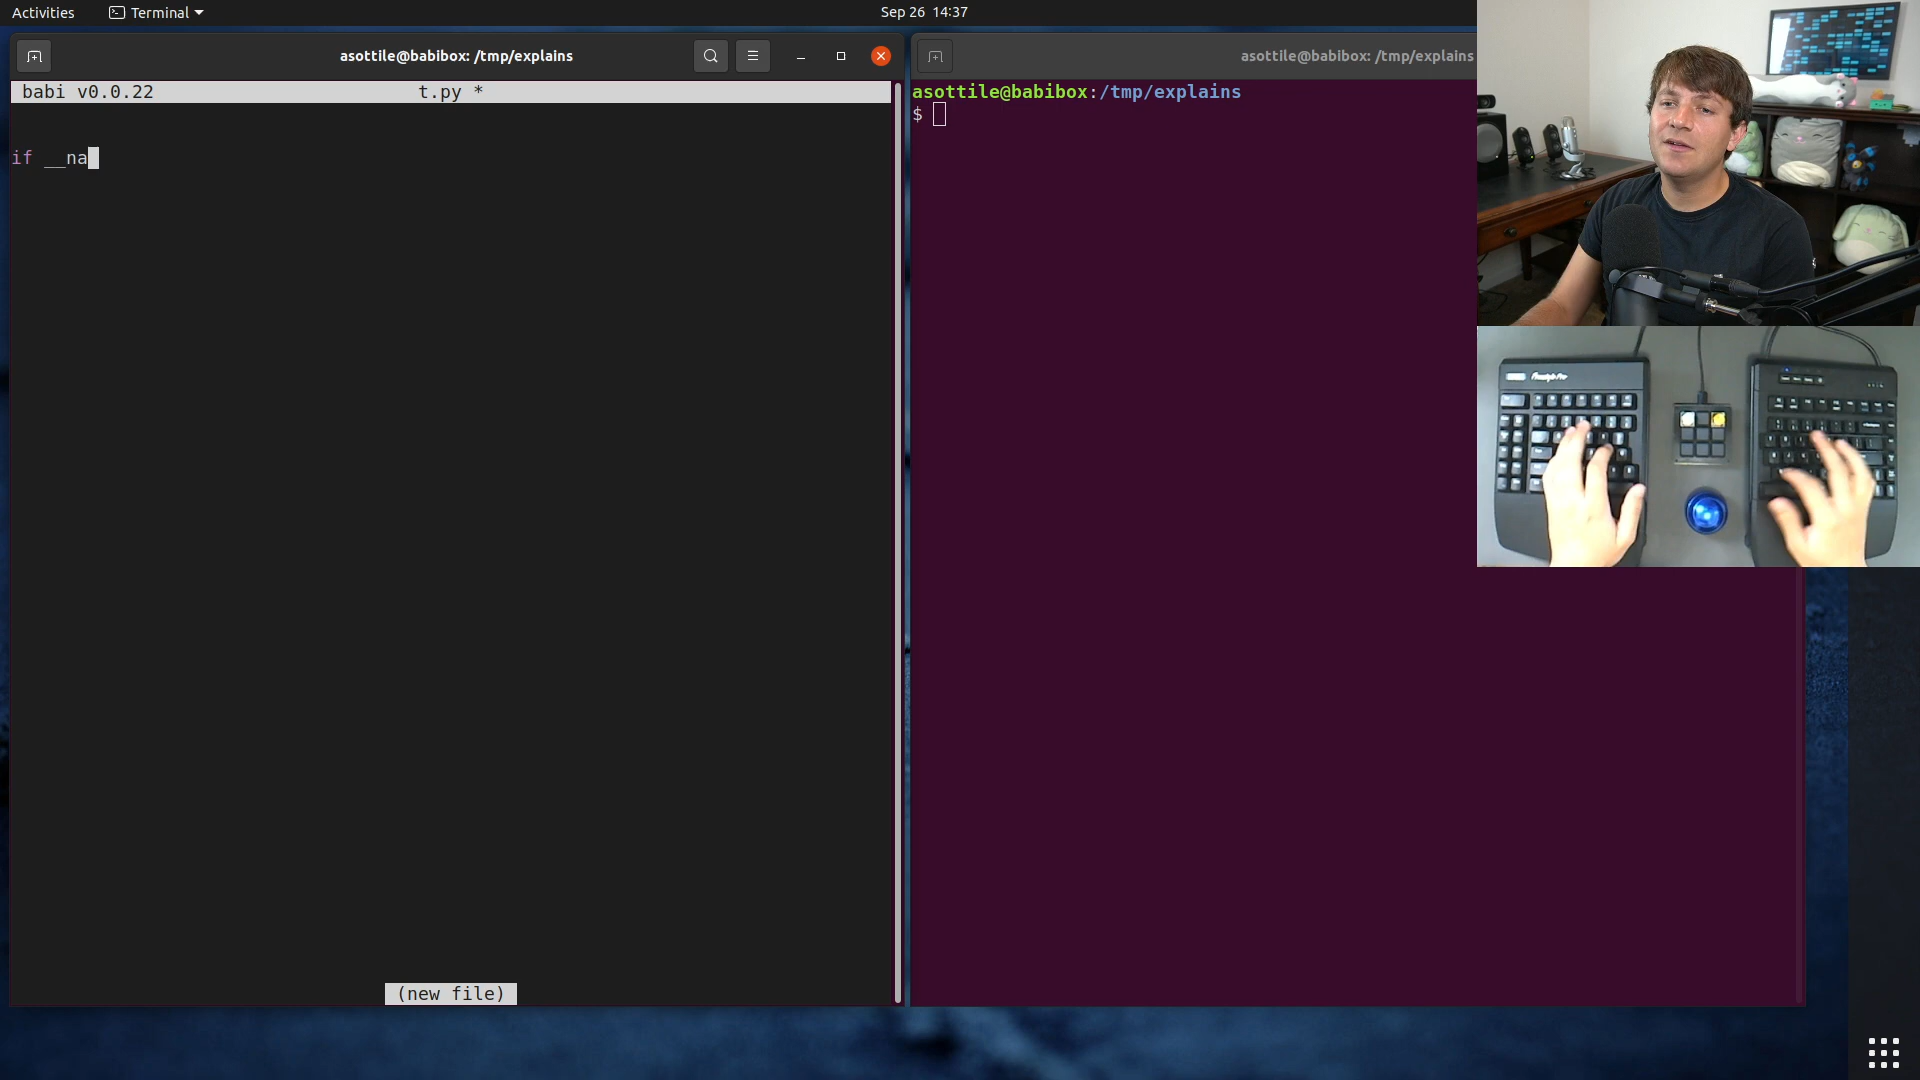 Activities
Terminal
Sep 26 14:37
asottile@babibox: /tmp/explains
babi v0.0.22 t.py *
if __na
(new file)
asottile@babibox: /tmp/explains
asottile@babibox:/tmp/explains
$